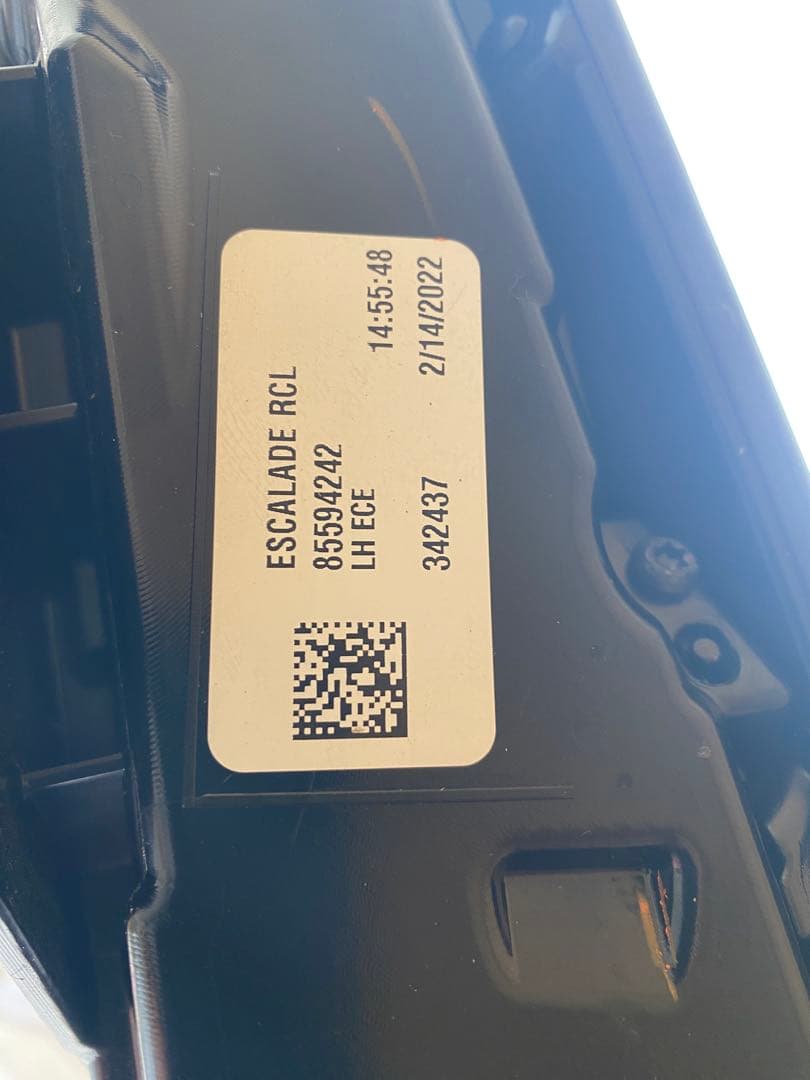 ESCALADE RCL
85594242
LH ECE 14:55:48
342437 2/14/2022